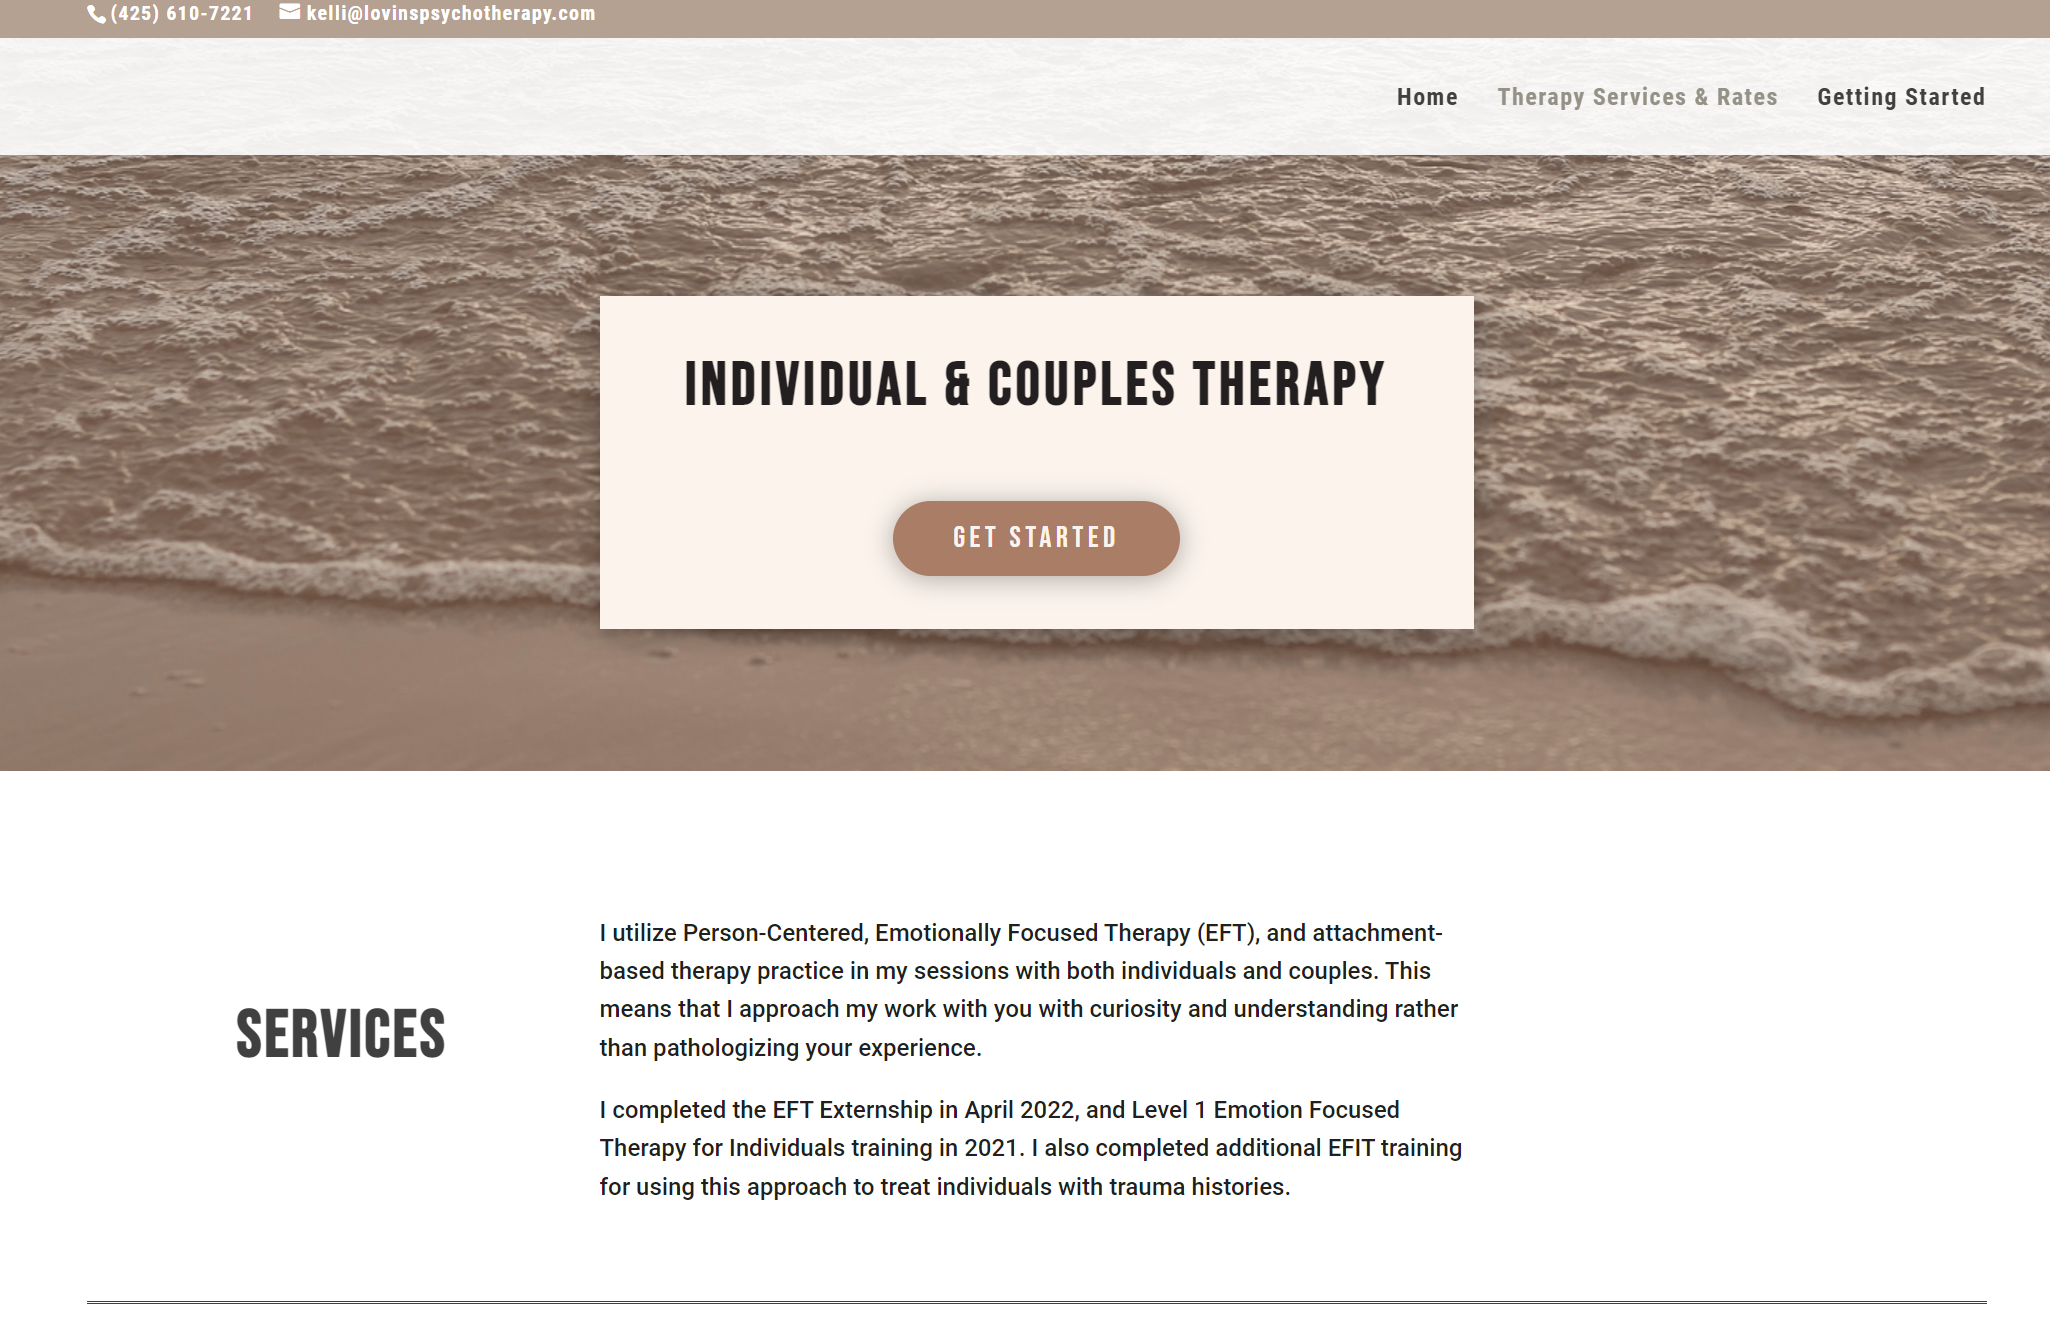 (425) 610-7221 kelli@lovinspsychotherapy.com
Home Therapy Services & Rates Getting Started
INDIVIDUAL & COUPLES THERAPY
GET STARTED
SERVICES
I utilize Person-Centered, Emotionally Focused Therapy (EFT), and attachment-
based therapy practice in my sessions with both individuals and couples. This
means that I approach my work with you with curiosity and understanding rather
than pathologizing your experience.
I completed the EFT Externship in April 2022, and Level 1 Emotion Focused
Therapy for Individuals training in 2021. I also completed additional EFIT training
for using this approach to treat individuals with trauma histories.